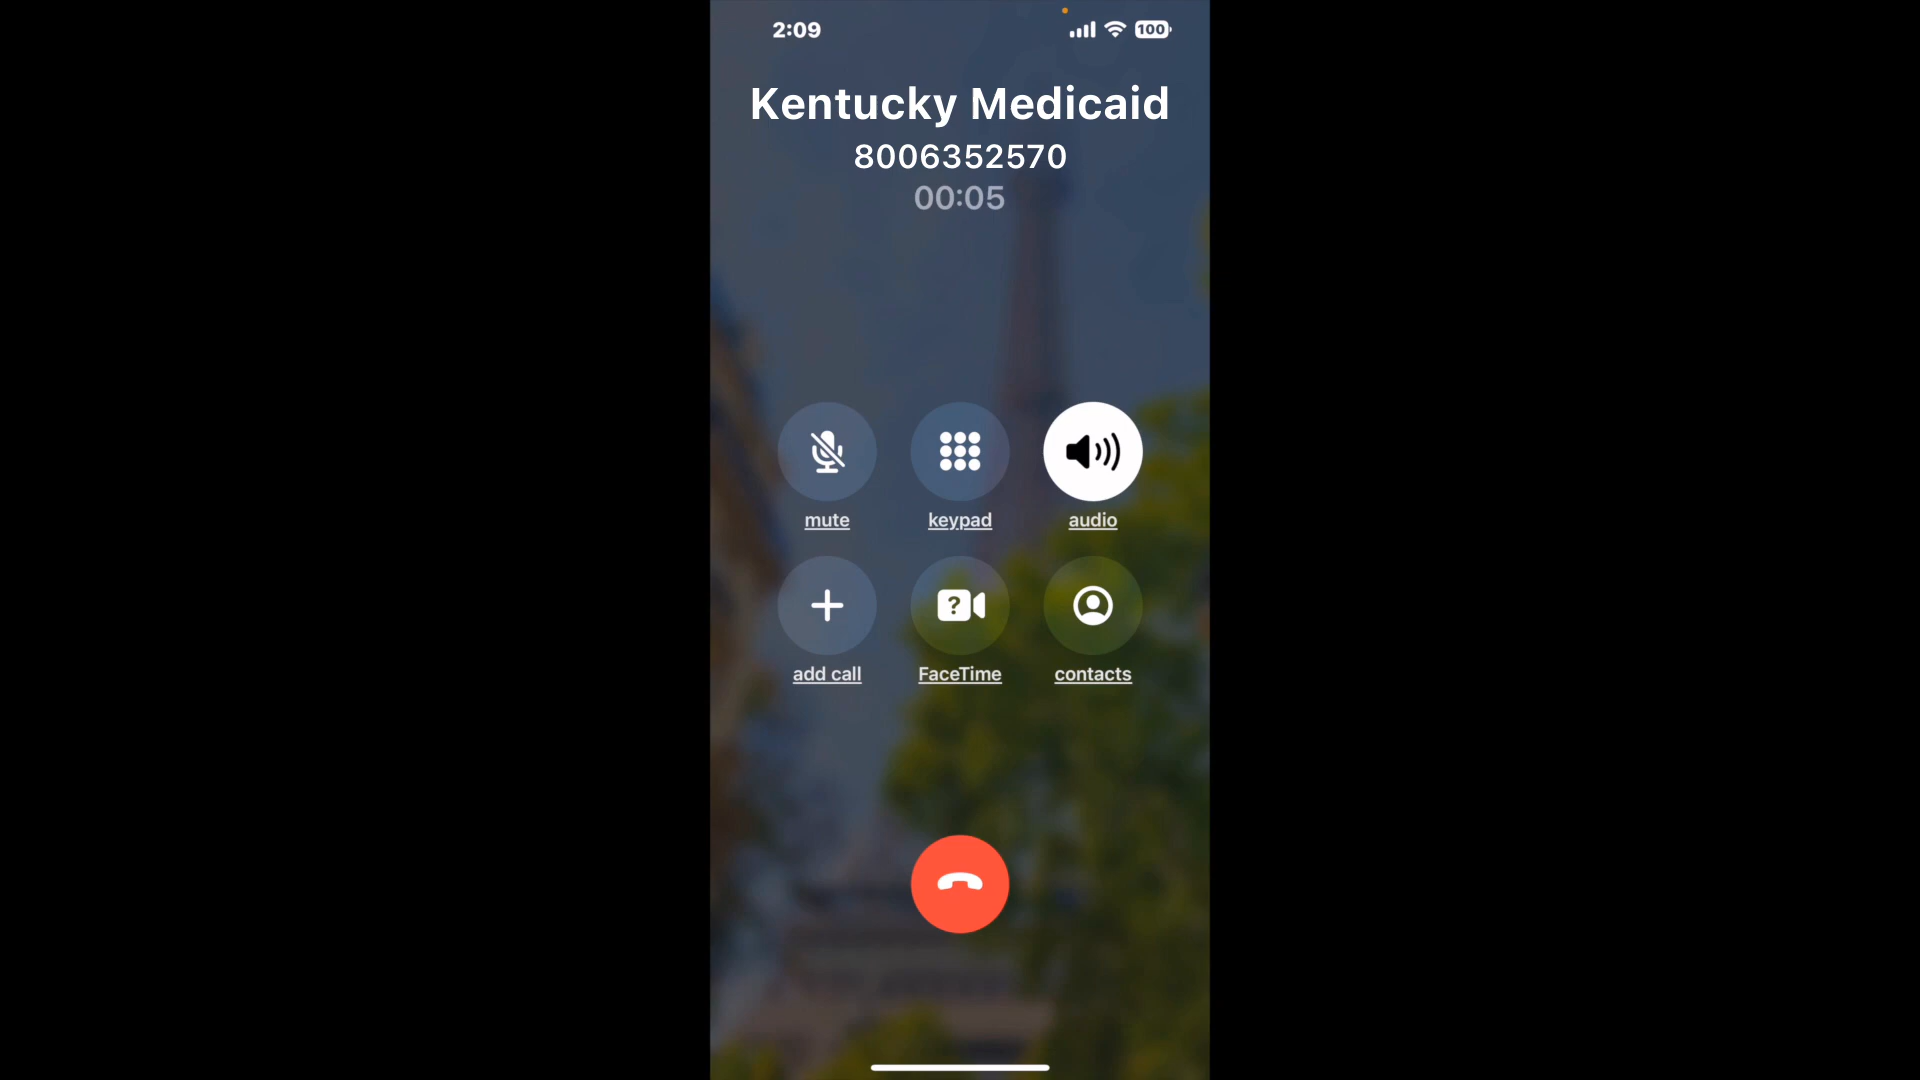 2:09
100
Kentucky Medicaid
8006352570
00:05
mute
keypad
audio
?
add call
FaceTime
contacts